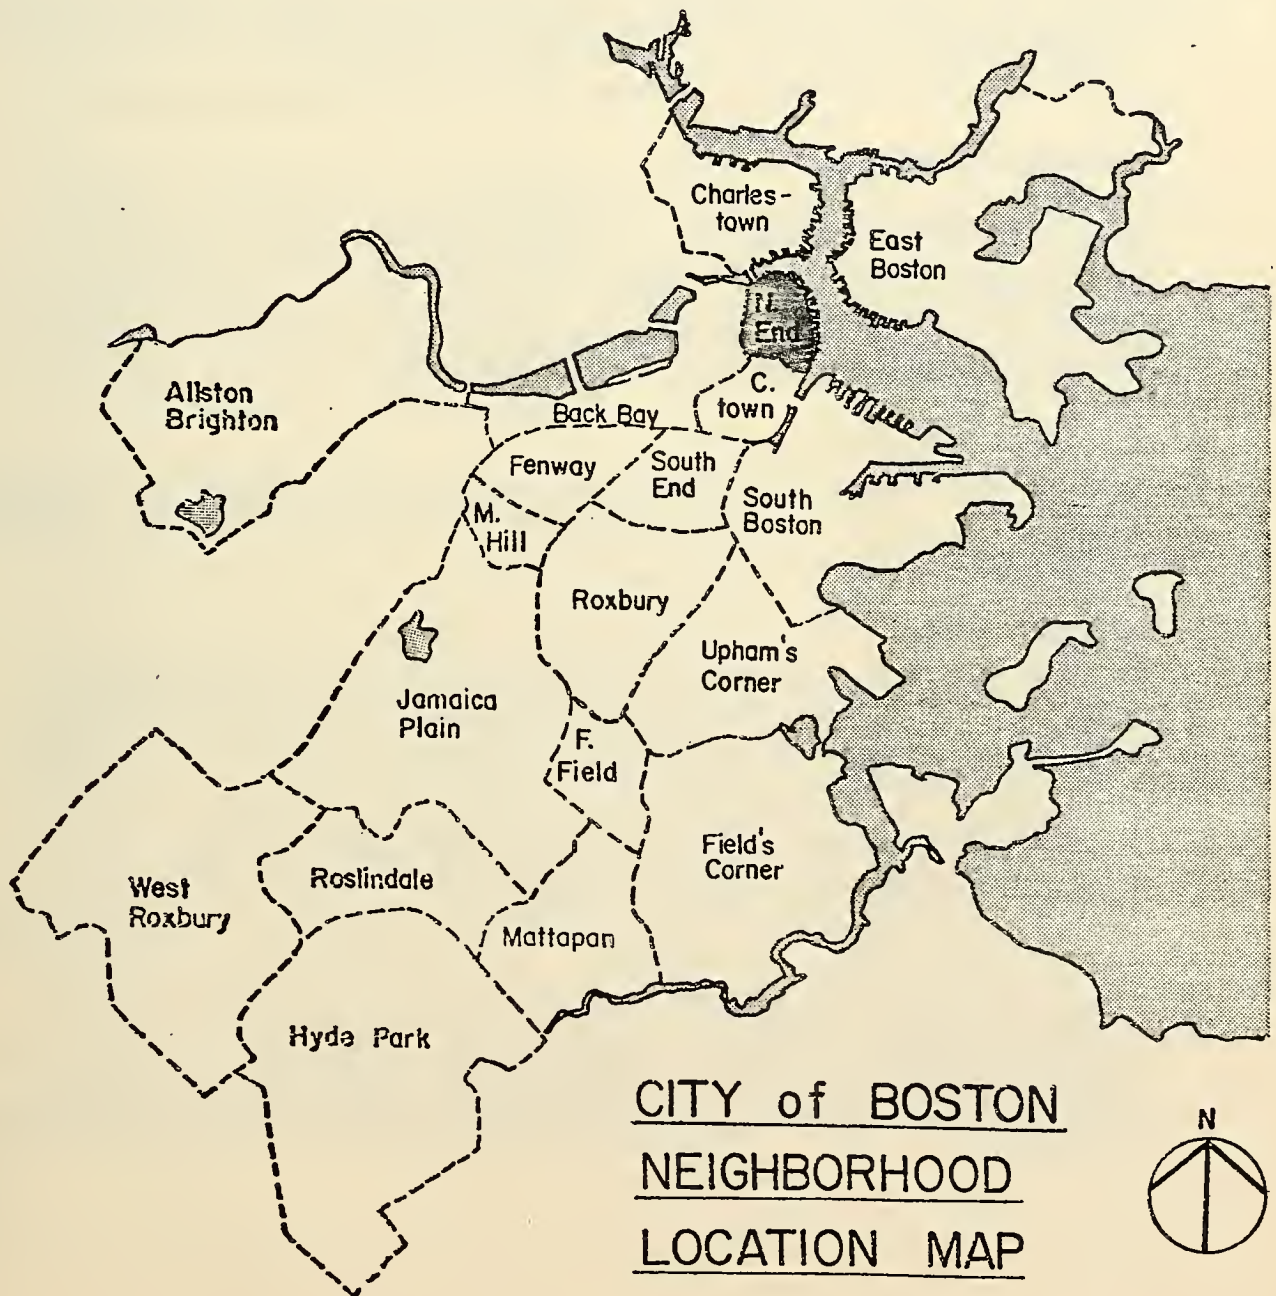 Charles-
town
East
Boston
N.
End
Allston
Brighton
C.
town
Back Bay
Fenway
South
End
South
Boston
M.
Hill
Roxbury
Upham's
Corner
Jamaica
Plain
F.
Field
Field's
Corner
Roslindale
West
Roxbury
Mattapan
Hyde Park
CITY of BOSTON
NEIGHBORHOOD
LOCATION MAP
N